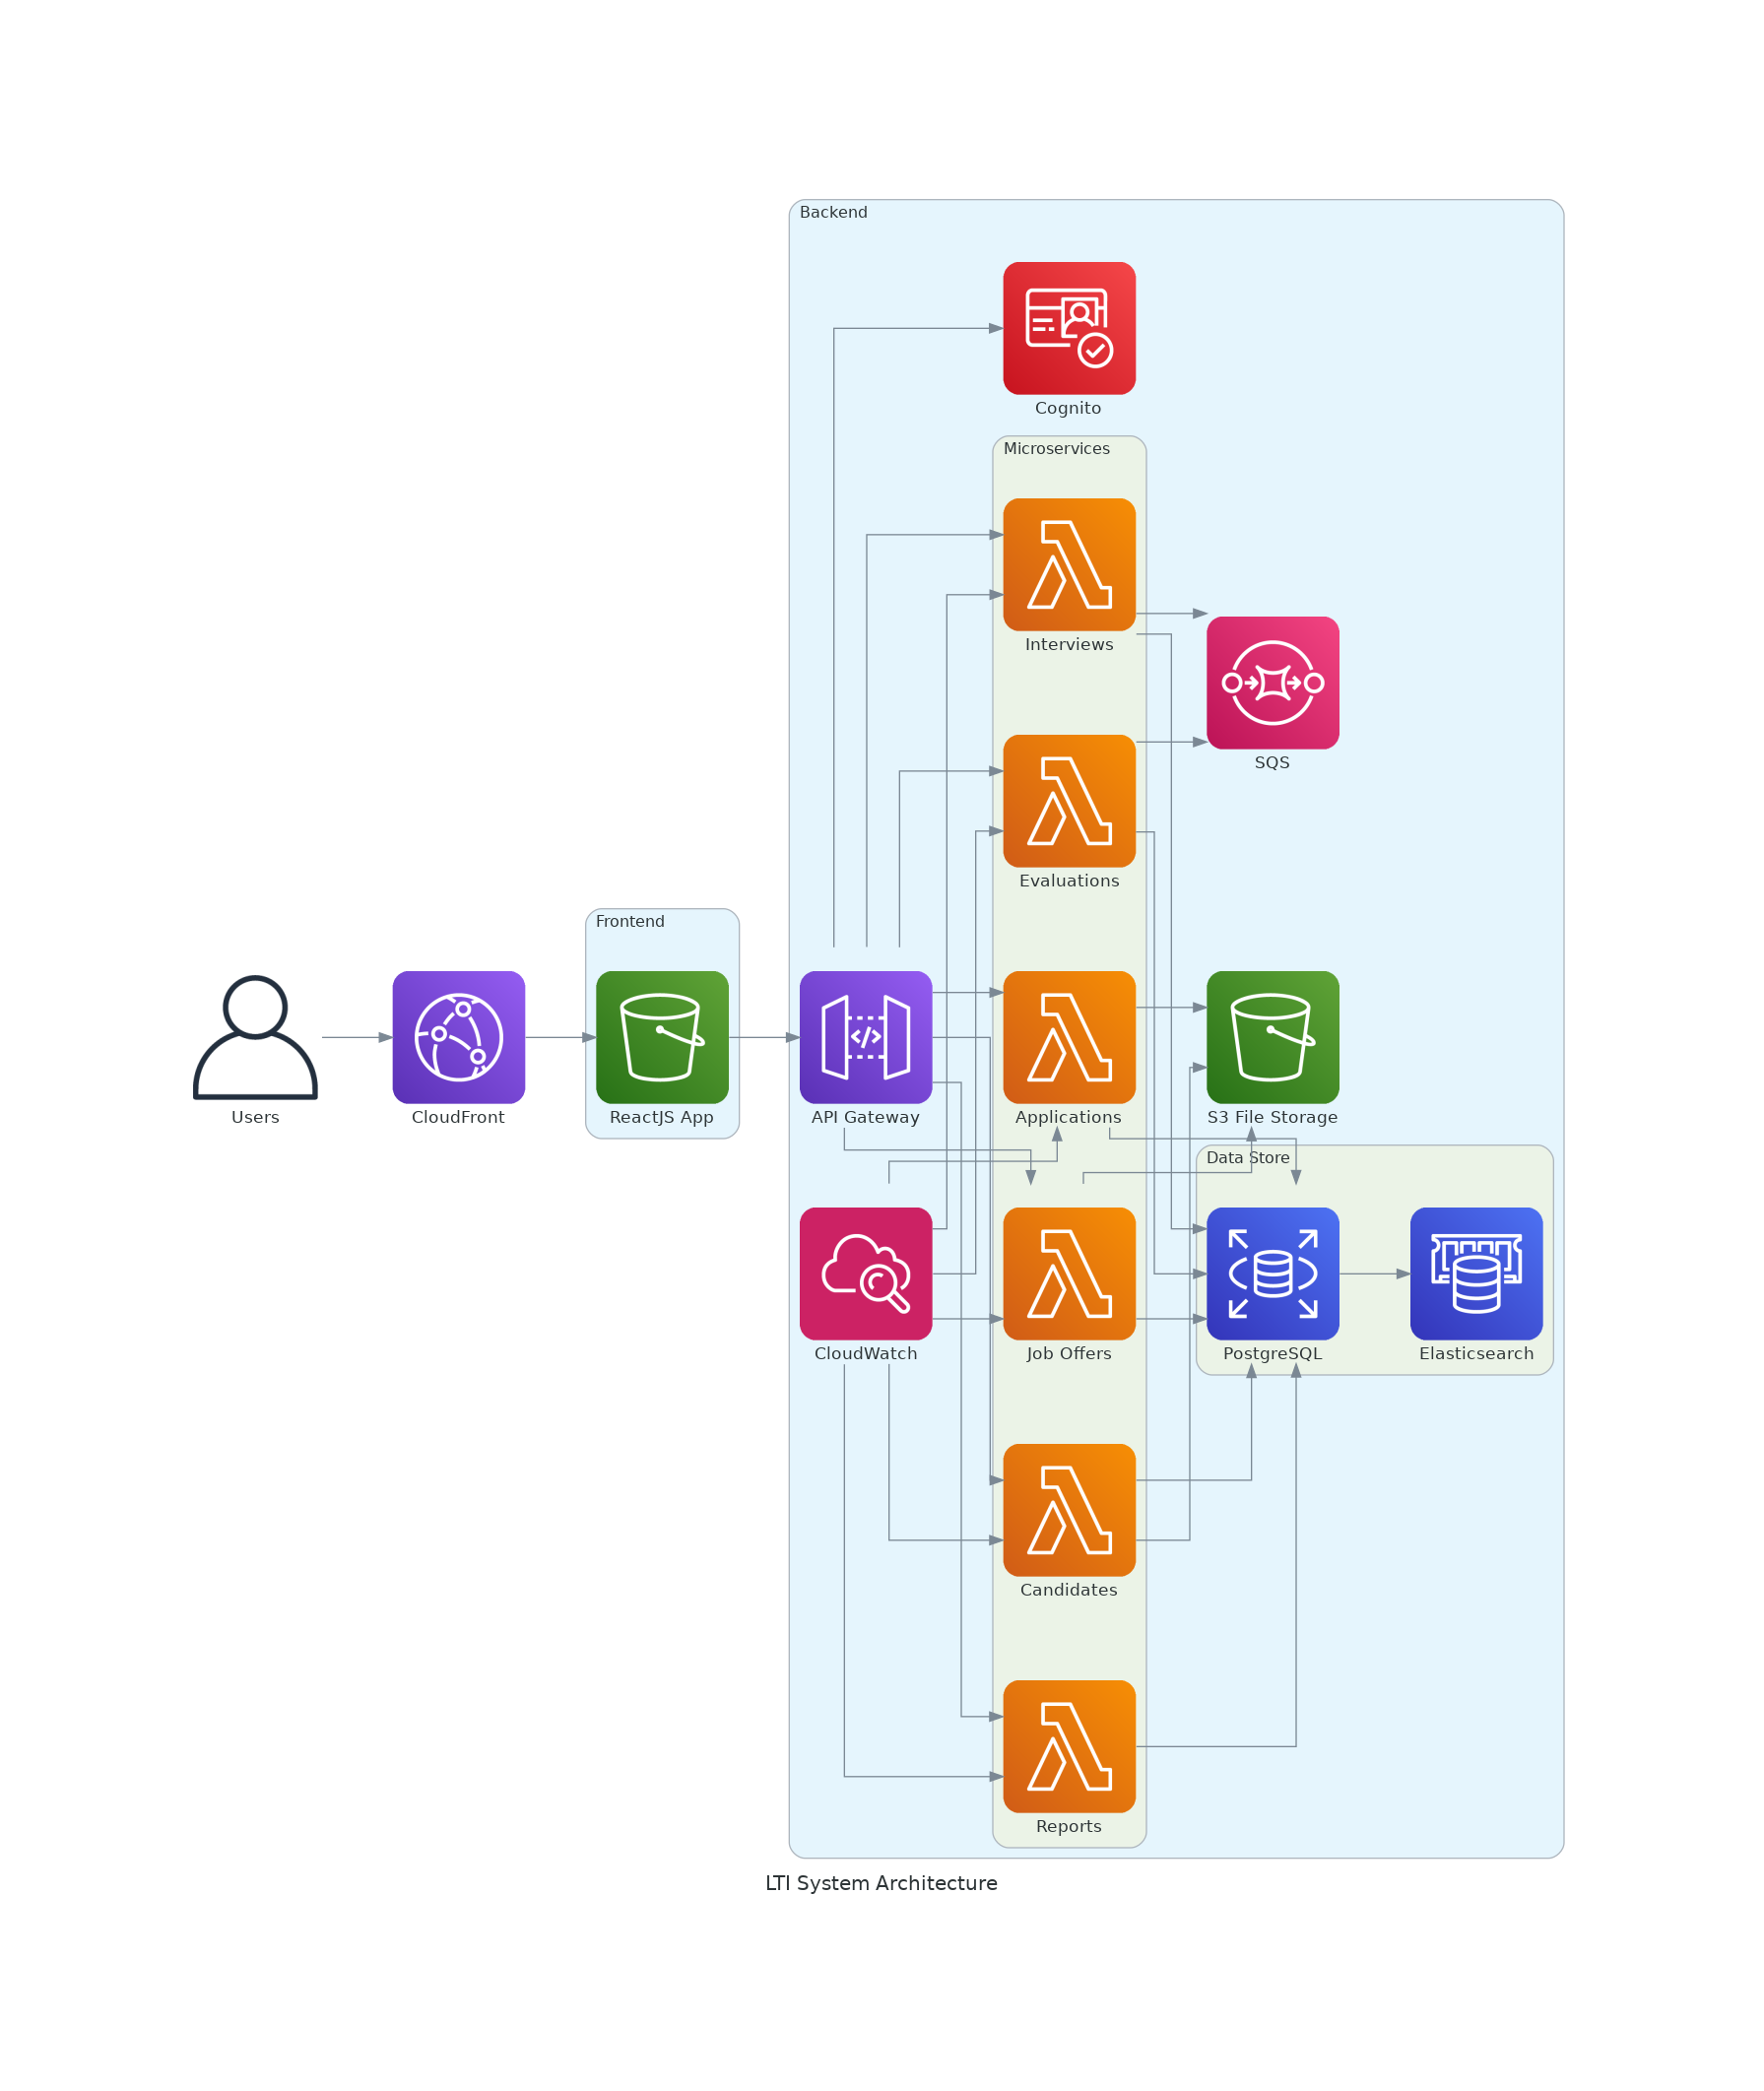 Backend
Cognito
Microservices
Interviews
SQS
Evaluations
Frontend
Users
CloudFront
ReactJS App
API Gateway
Applications
S3 File Storage
Data Store
CloudWatch
Job Offers
PostgreSQL
Elasticsearch
Candidates
Reports
LTI System Architecture